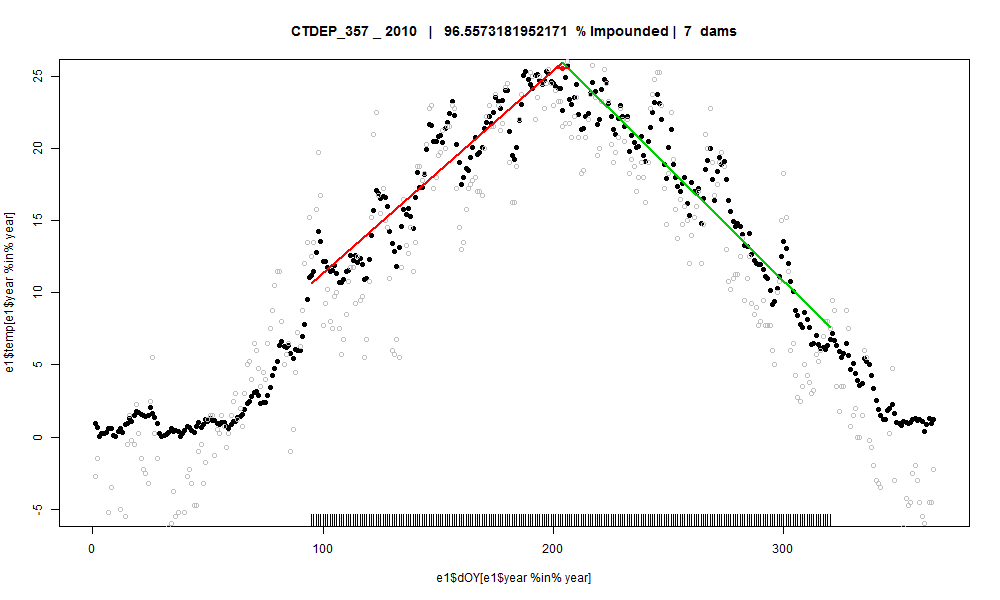 CTDEP_357 _ 2010 | 96.5573181952171 % Impounded | 7 dams
25
20
15
10
5
0
-5
e1$temp[e1$year %in% year]
0 100 200 300
e1$dOY[e1$year %in% year]